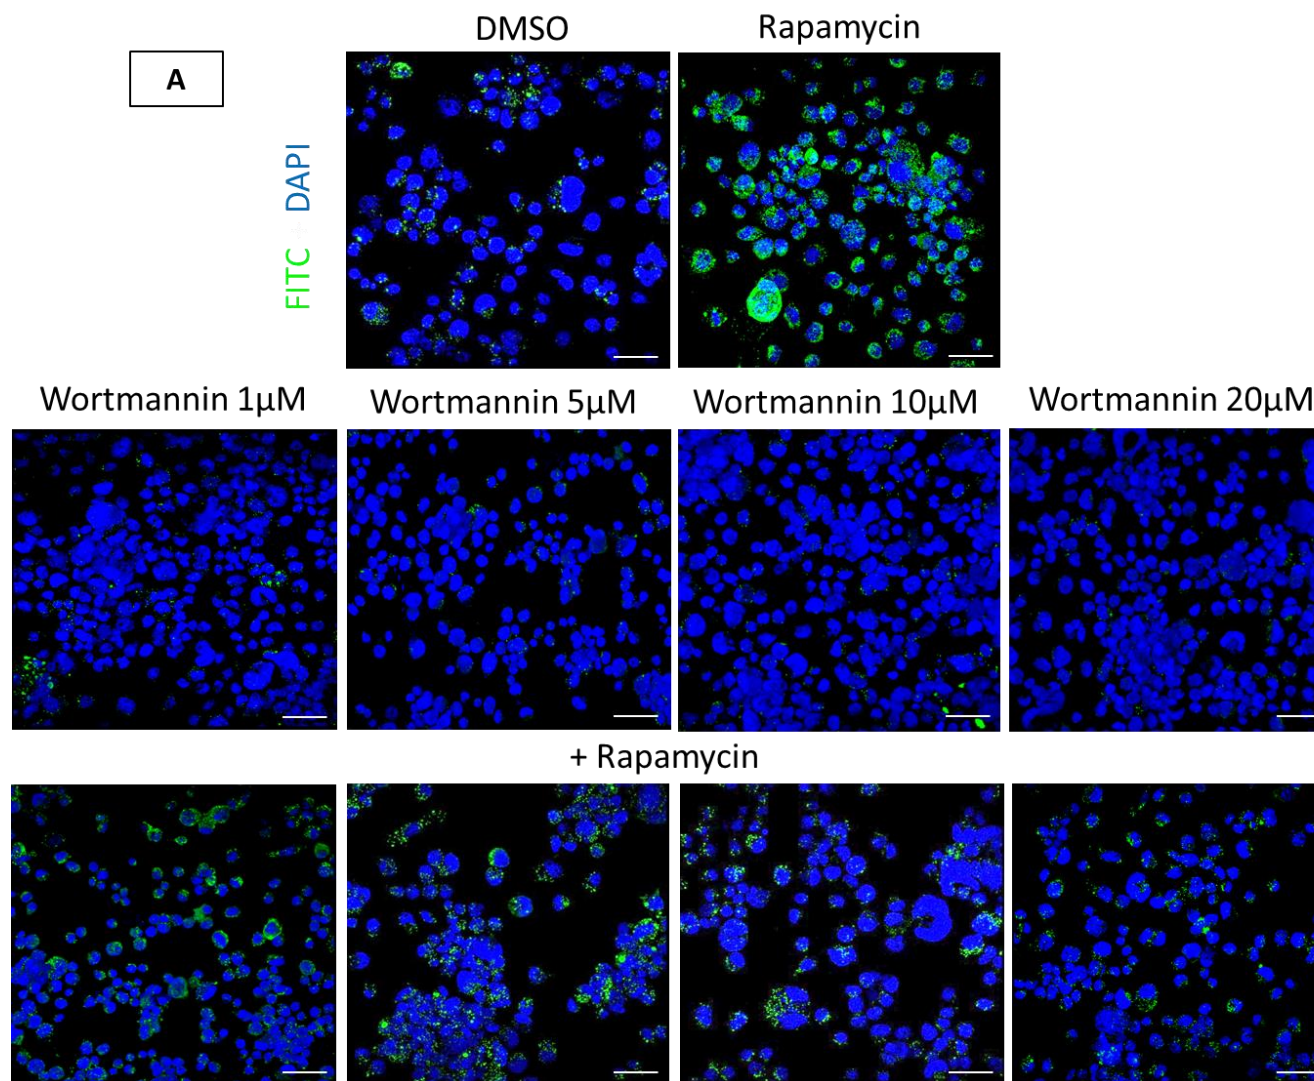 DMSO
Rapamycin
A
FITC + DAPI
Wortmannin 1µM
Wortmannin 5µM
Wortmannin 10µM
Wortmannin 20µM
+ Rapamycin